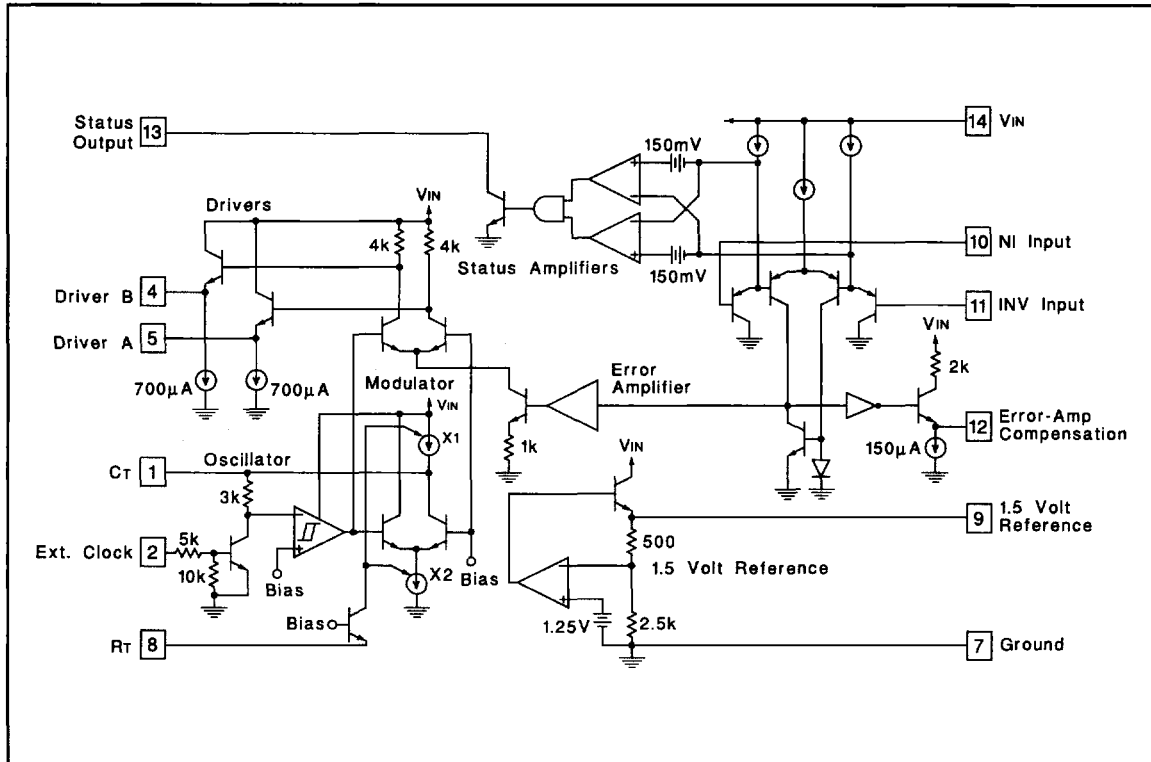 Status
Output
13
150mV
14
VIN
Drivers
VIN
4k
4k
Status Amplifiers
150mV
10
NI Input
Driver B
4
11
INV Input
Driver A
5
VIN
2k
700µA
700µA
Modulator
Error
Amplifier
VIN
X1
1k
150µA
12
Error-Amp
Compensation
CT
1
Oscillator
VIN
3k
9
1.5 Volt
Reference
Ext. Clock
2
5k
10k
Bias
X2
Bias
500
1.5 Volt Reference
Bias
1.25V
2.5k
RT
8
7
Ground